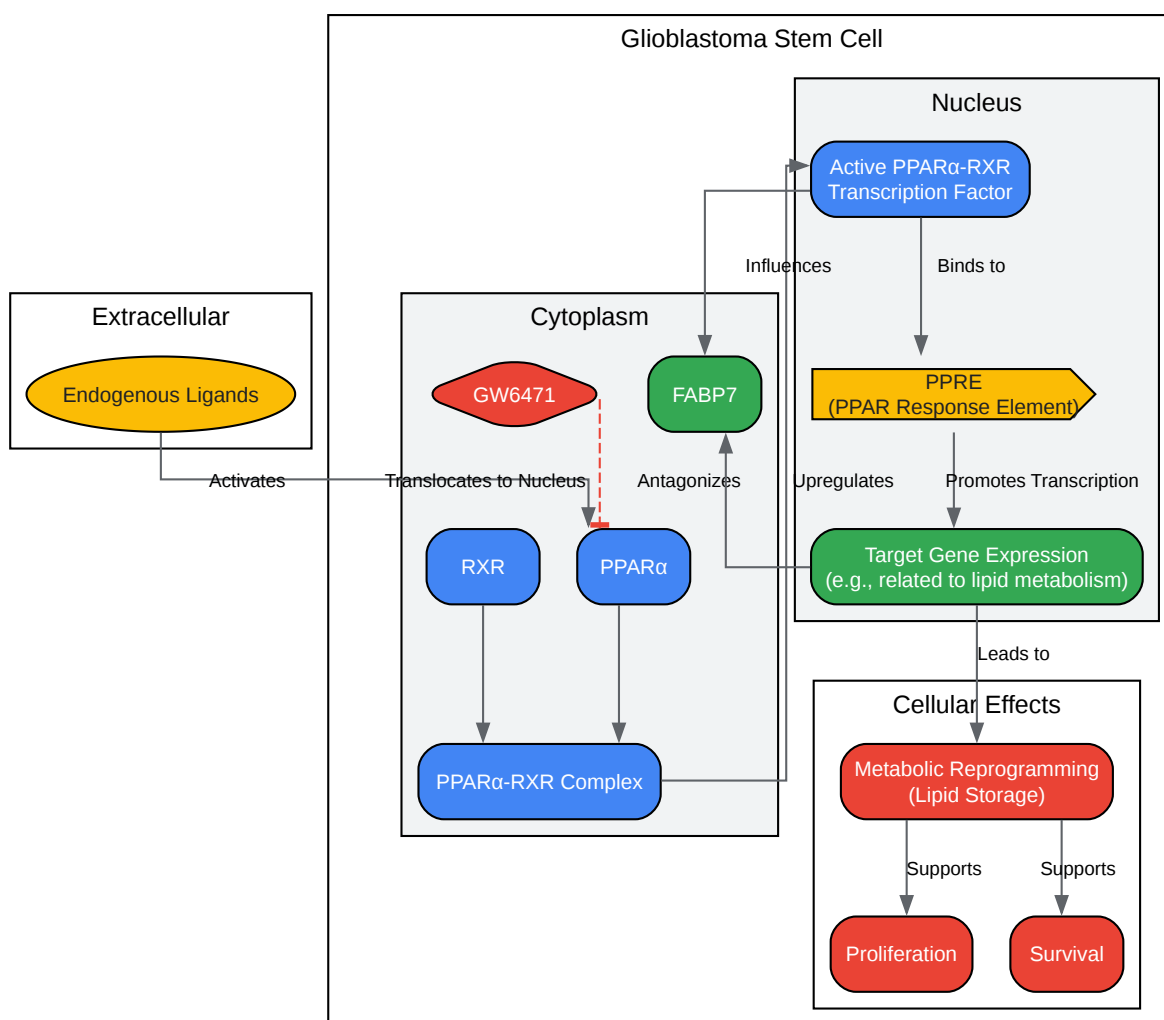 Glioblastoma Stem Cell
Nucleus
Active PPARα-RXR
Transcription Factor
Influences
Binds to
Extracellular
Cytoplasm
Endogenous Ligands
GW6471
FABP7
PPRE
(PPAR Response Element)
Activates
Translocates to Nucleus
Antagonizes
Upregulates
Promotes Transcription
RXR
PPARα
Target Gene Expression
(e.g., related to lipid metabolism)
Leads to
Cellular Effects
PPARα-RXR Complex
Metabolic Reprogramming
(Lipid Storage)
Supports
Supports
Proliferation
Survival